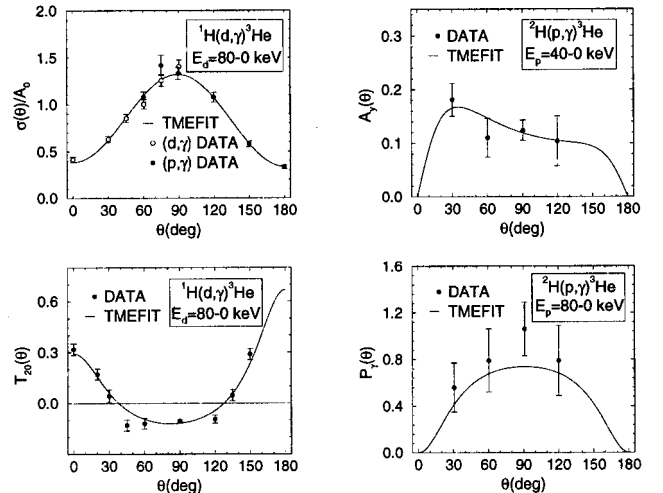 ¹H(d,γ)³He
E_d=80-0 keV
TMEFIT
(d,γ) DATA
(p,γ) DATA
σ(θ)/A₀
2.0
1.5
1.0
0.5
0.0
0 30 60 90 120 150 180
θ(deg)
DATA
TMEFIT
²H(p,γ)³He
E_p=40-0 keV
A_y(θ)
0.3
0.2
0.1
0.0
0 30 60 90 120 150 180
θ(deg)
DATA
TMEFIT
¹H(d,γ)³He
E_d=80-0 keV
T₂₀(θ)
0.6
0.3
0.0
0 30 60 90 120 150 180
θ(deg)
DATA
TMEFIT
²H(p,γ)³He
E_p=80-0 keV
P_γ(θ)
1.6
1.2
0.8
0.4
0.0
0 30 60 90 120 150 180
θ(deg)